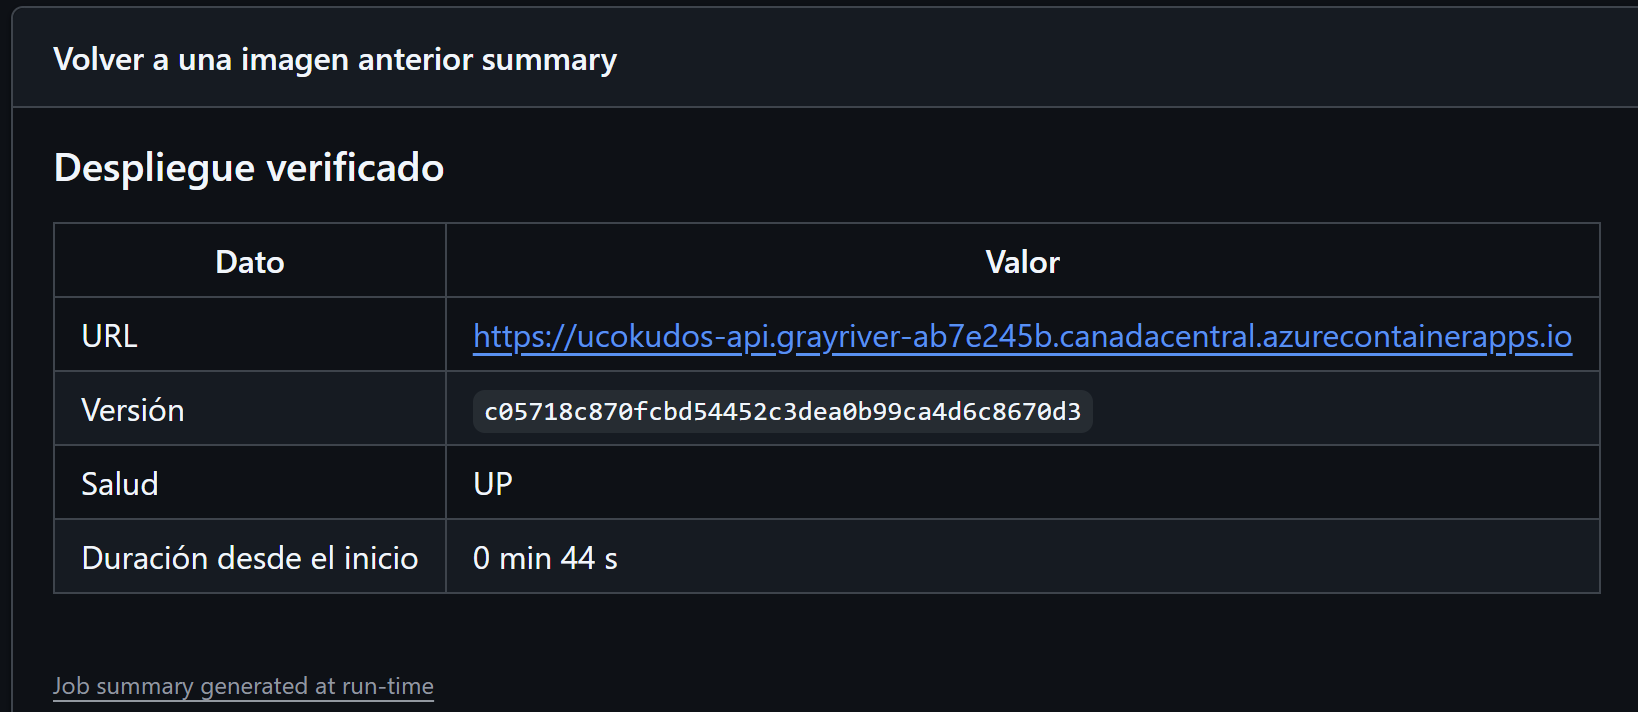 Volver a una imagen anterior summary
Despliegue verificado
Dato Valor
URL https://ucokudos-api.grayriver-ab7e245b.canadacentral.azurecontainerapps.io
Versión c05718c870fcbd54452c3dea0b99ca4d6c8670d3
Salud UP
Duración desde el inicio 0 min 44 s
Job summary generated at run-time